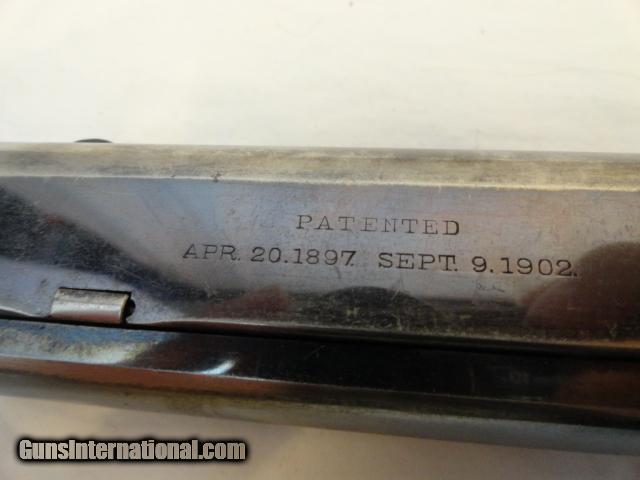 PATENTED
APR. 20.1897. SEPT. 9.1902.
GunsInternational.com